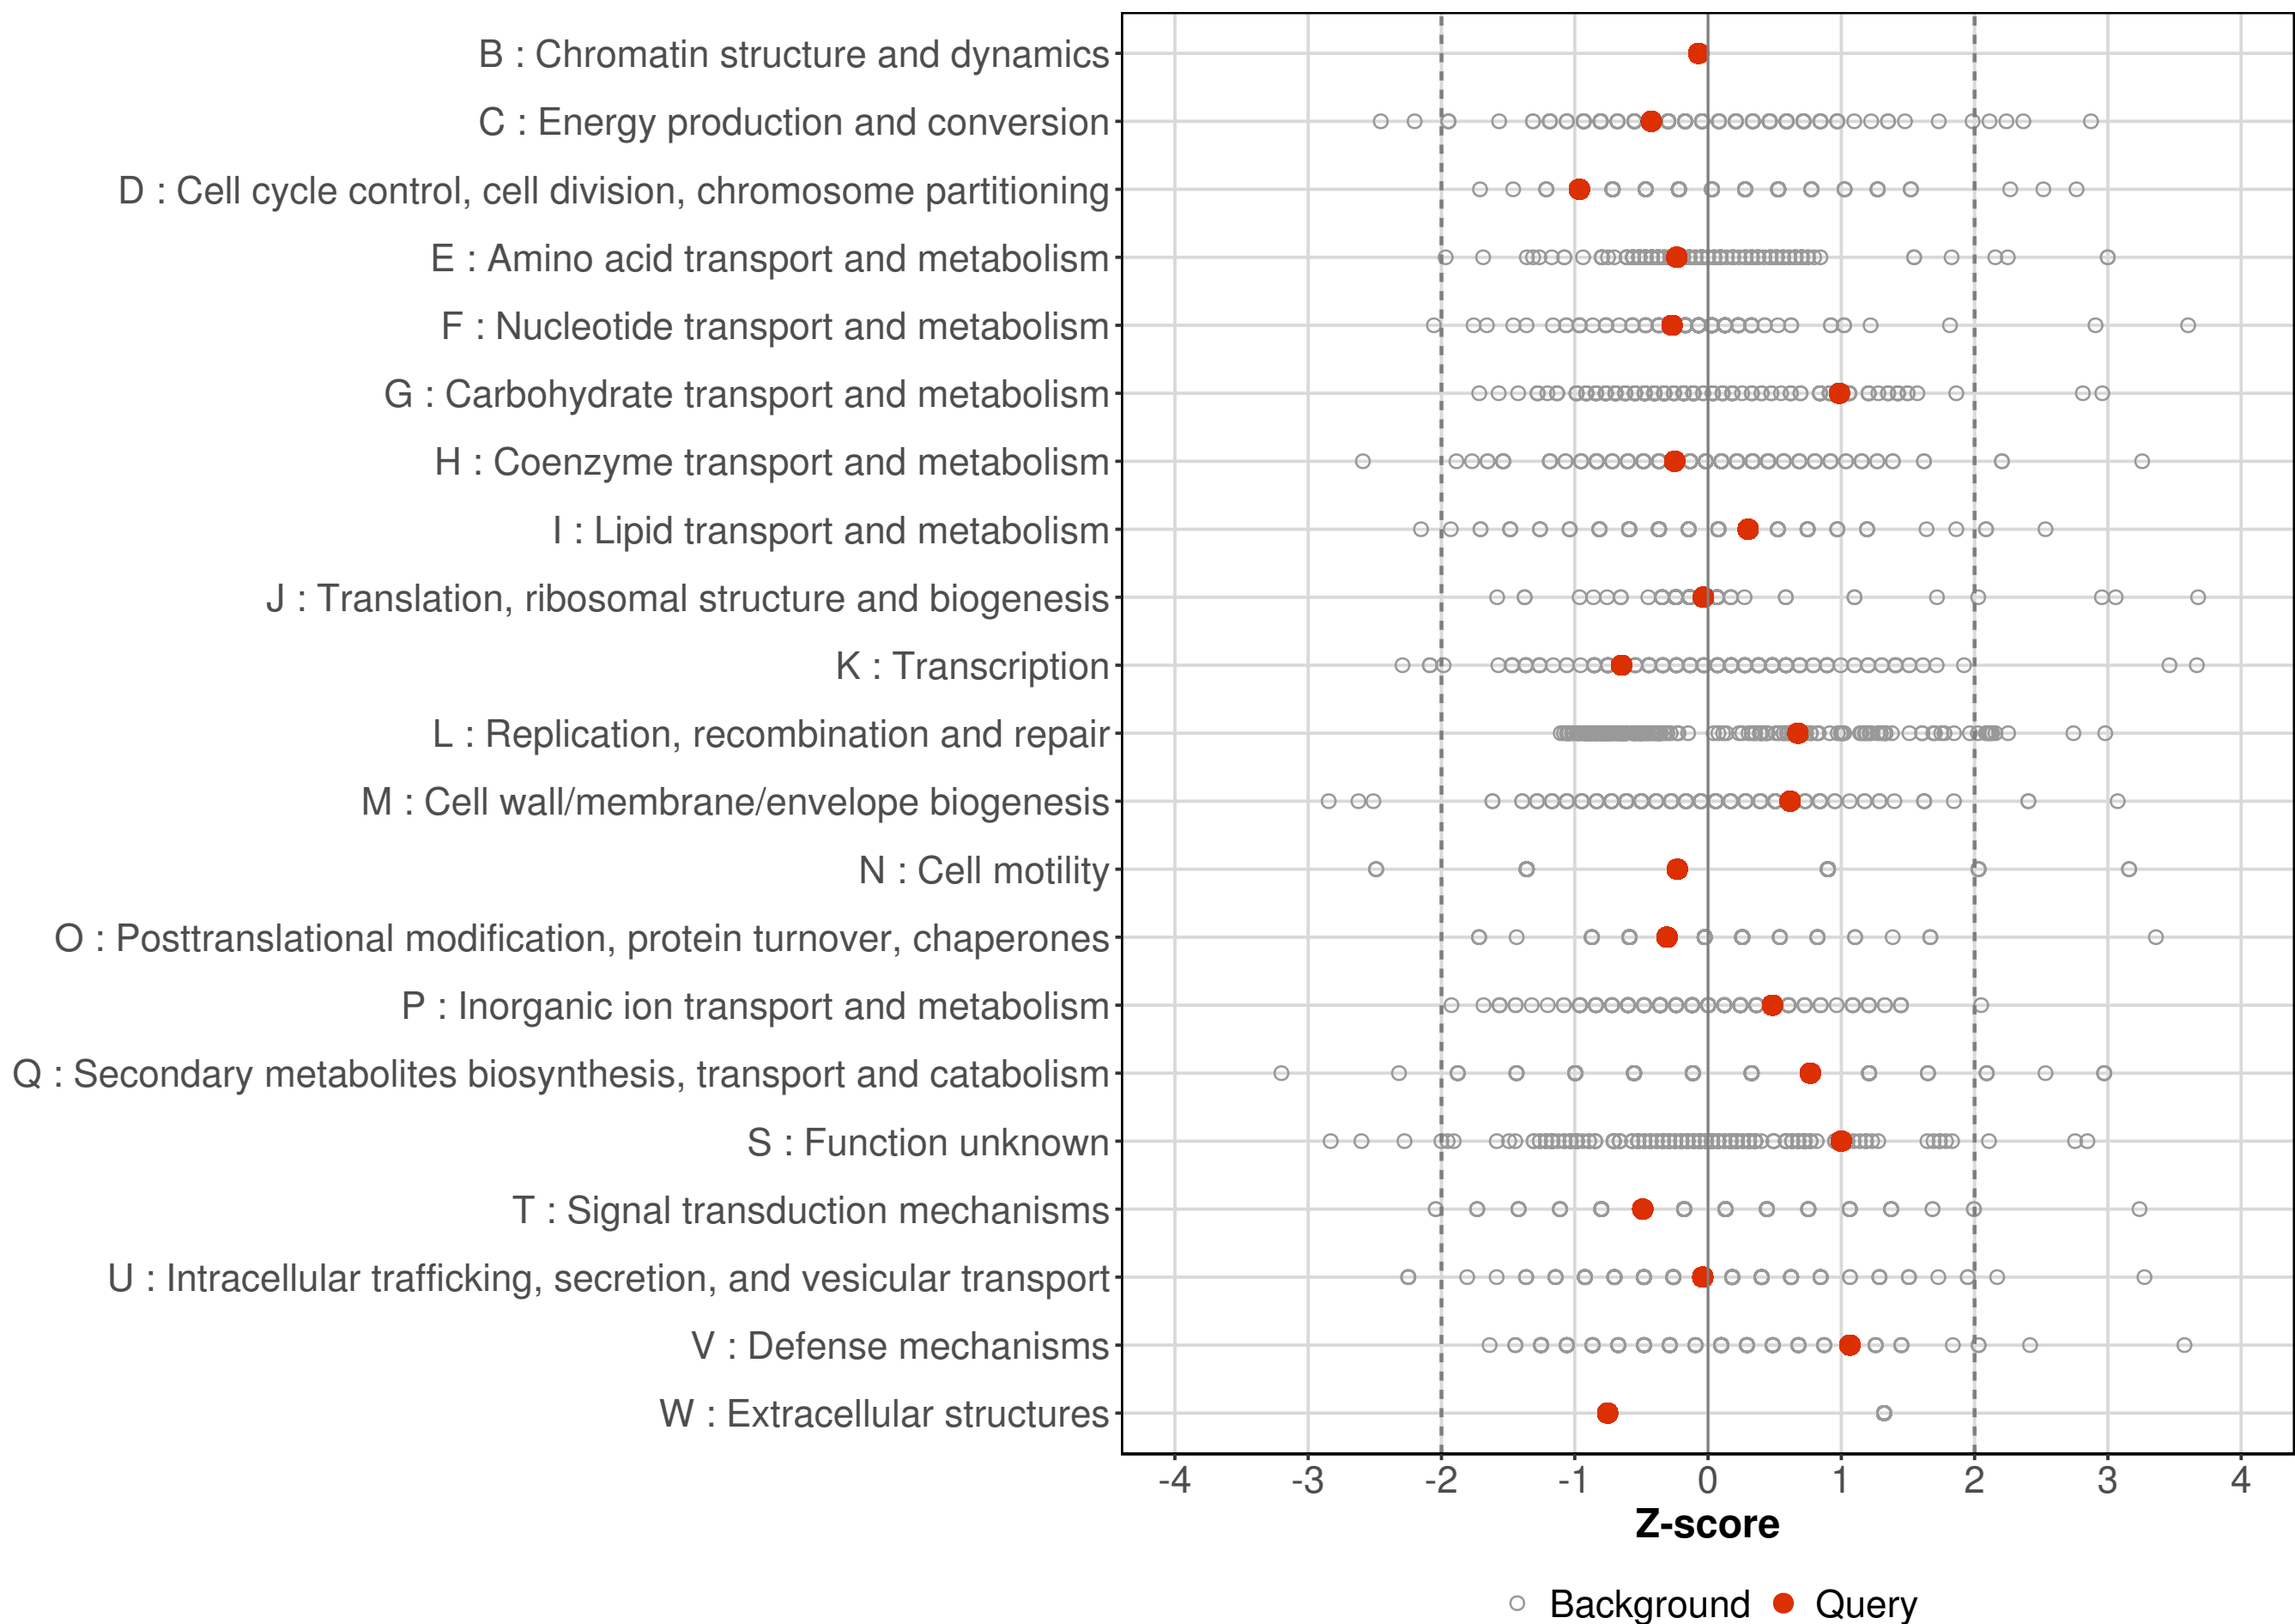 B : Chromatin structure and dynamics
C : Energy production and conversion
D : Cell cycle control, cell division, chromosome partitioning
E : Amino acid transport and metabolism
F : Nucleotide transport and metabolism
G : Carbohydrate transport and metabolism
H : Coenzyme transport and metabolism
I : Lipid transport and metabolism
J : Translation, ribosomal structure and biogenesis
K : Transcription
L : Replication, recombination and repair
M : Cell wall/membrane/envelope biogenesis
N : Cell motility
O : Posttranslational modification, protein turnover, chaperones
P : Inorganic ion transport and metabolism
Q : Secondary metabolites biosynthesis, transport and catabolism
S : Function unknown
T : Signal transduction mechanisms
U : Intracellular trafficking, secretion, and vesicular transport
V : Defense mechanisms
W : Extracellular structures
-4 -3 -2 -1 0 1 2 3 4
Z-score
Background Query